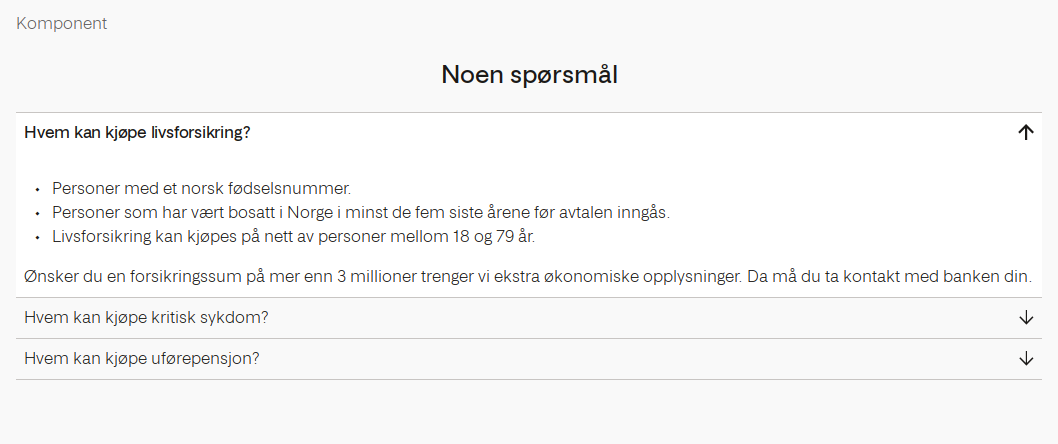 Komponent
Noen spørsmål
Hvem kan kjøpe livsforsikring?
• Personer med et norsk fødselsnummer.
• Personer som har vært bosatt i Norge i minst de fem siste årene før avtalen inngås.
• Livsforsikring kan kjøpes på nett av personer mellom 18 og 79 år.
Ønsker du en forsikringssum på mer enn 3 millioner trenger vi ekstra økonomiske opplysninger. Da må du ta kontakt med banken din.
Hvem kan kjøpe kritisk sykdom?
Hvem kan kjøpe uførepensjon?